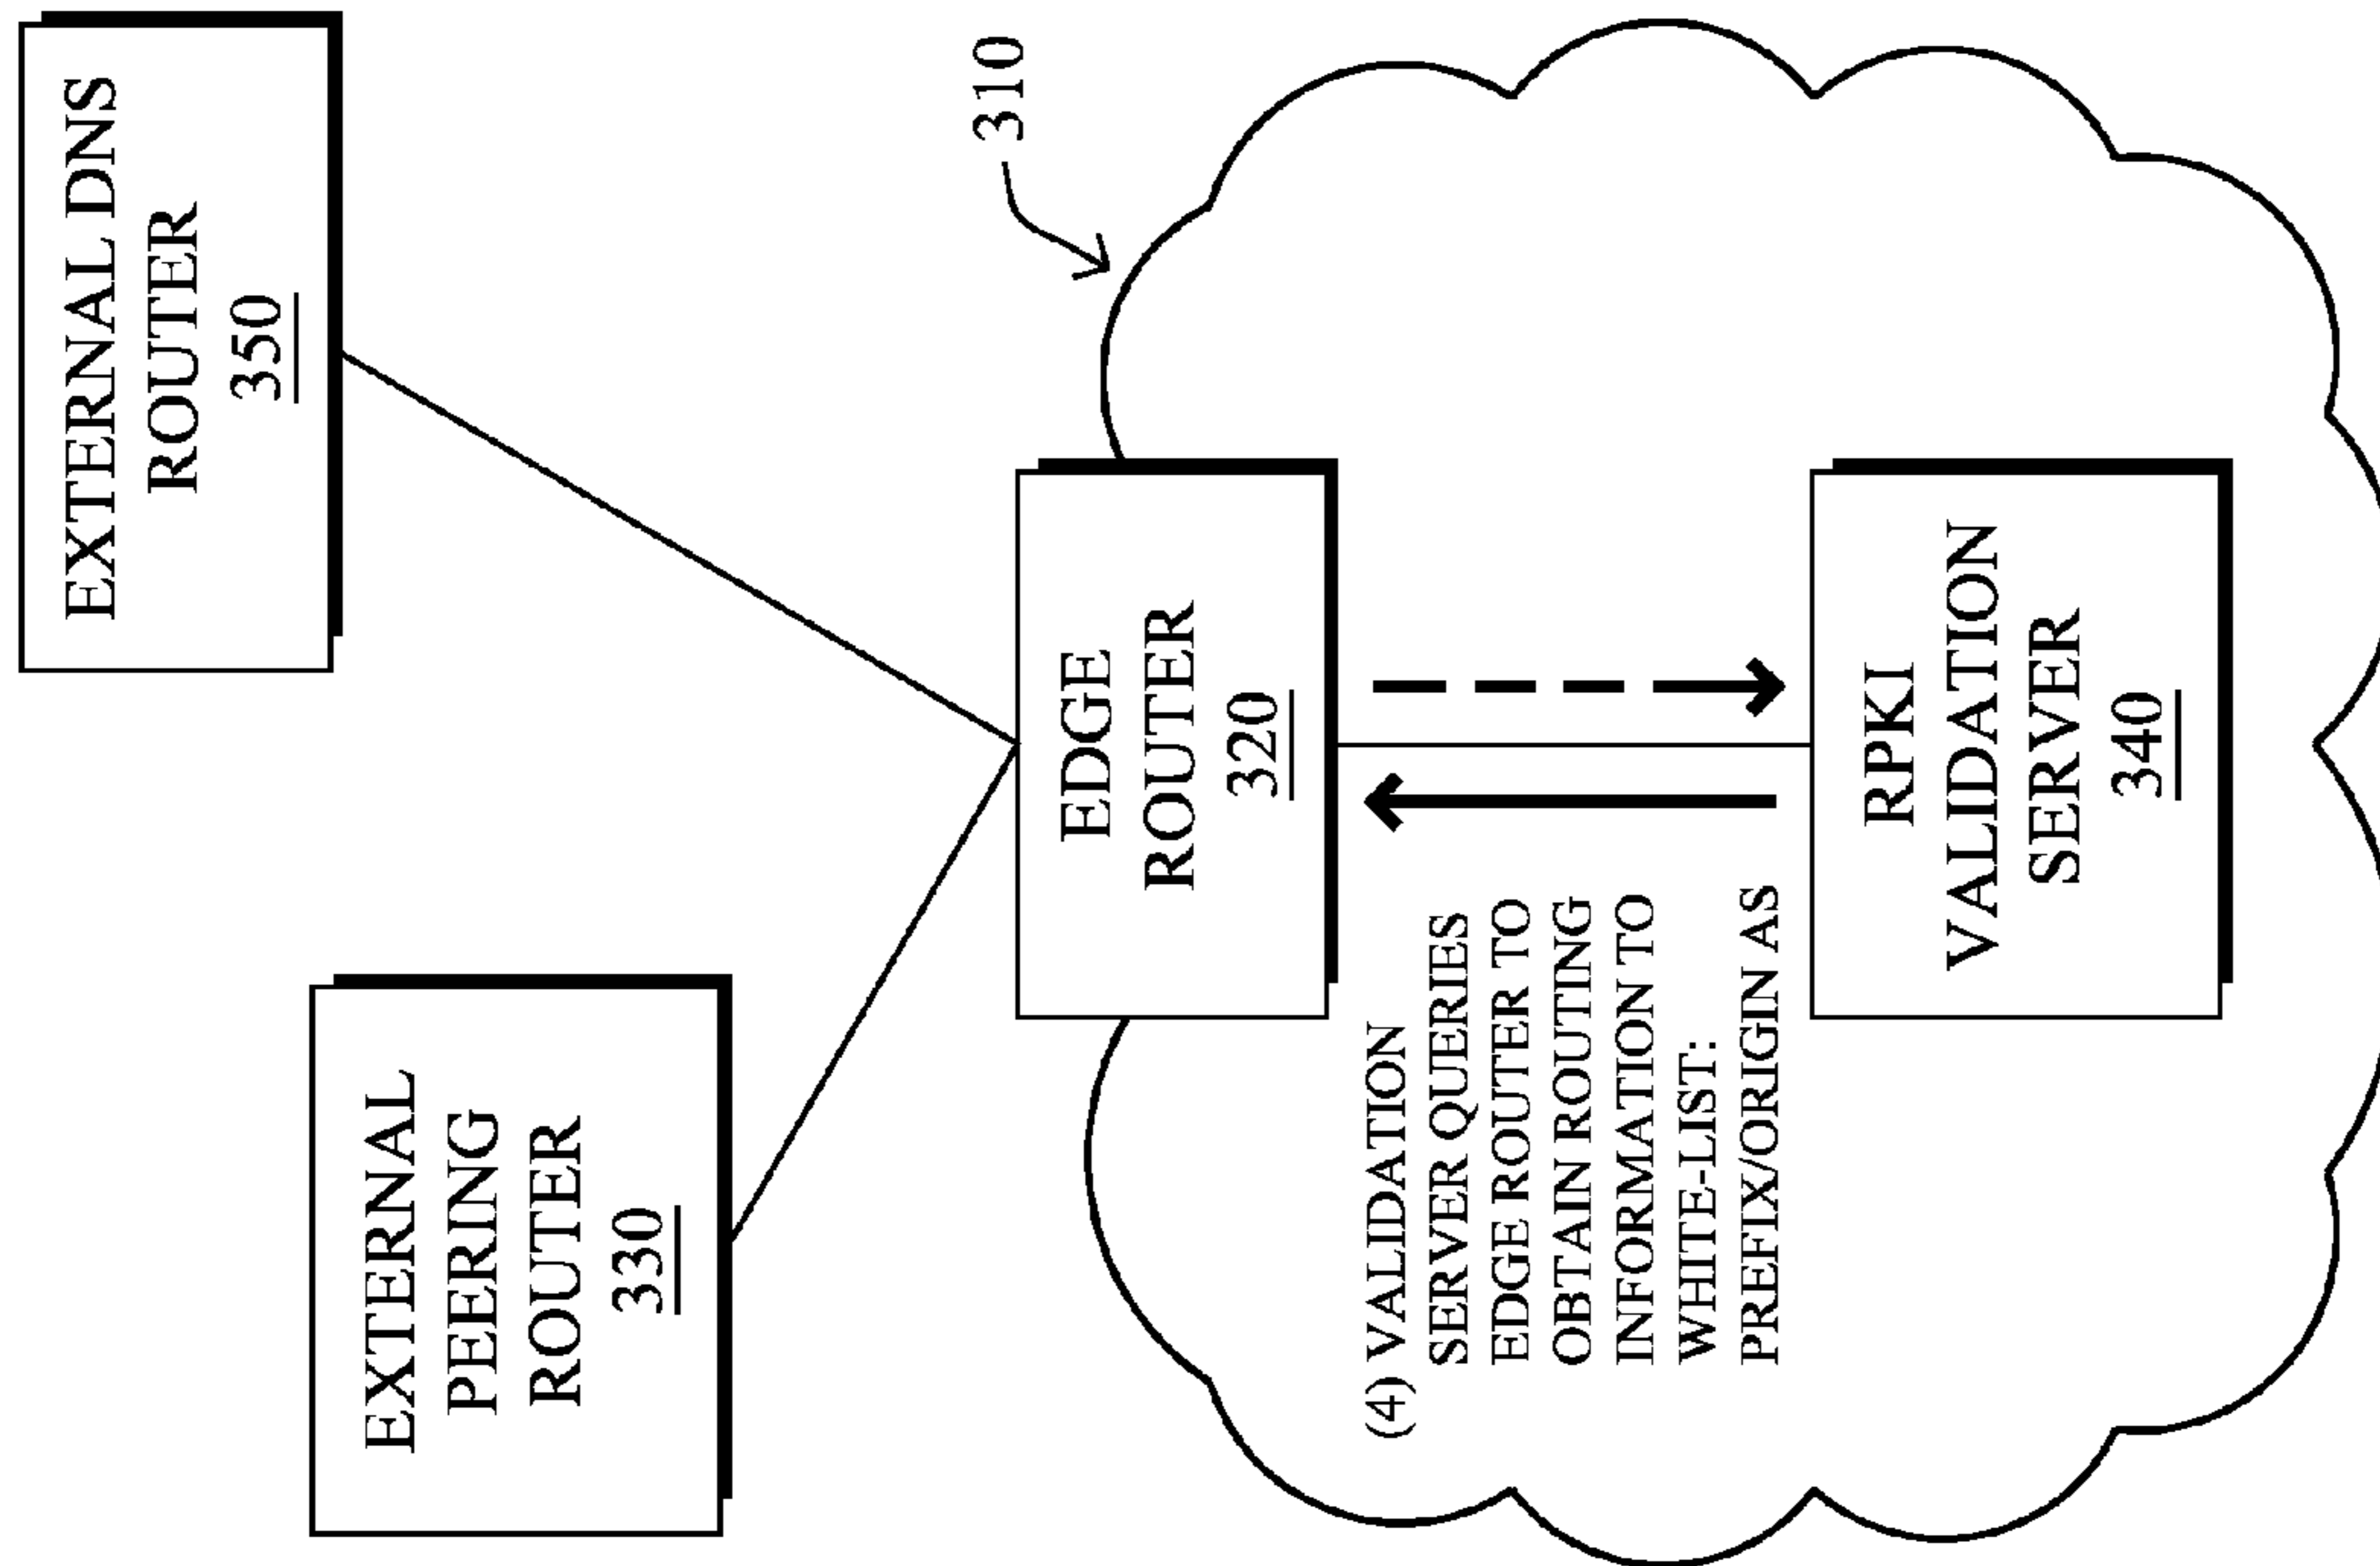 EXTERNAL DNS
ROUTER
350
EXTERNAL
PEERING
ROUTER
330
310
EDGE
ROUTER
320
(4) VALIDATION
SERVER QUERIES
EDGE ROUTER TO
OBTAIN ROUTING
INFORMATION TO
WHITE-LIST:
PREFIX/ORIGIN AS
RPKI
VALIDATION
SERVER
340